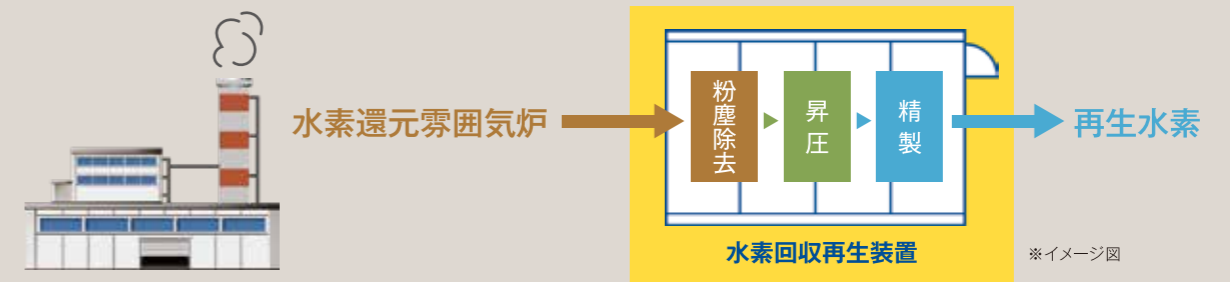 水素還元雰囲気炉
粉塵除去
昇圧
精製
再生水素
水素回収再生装置
※イメージ図